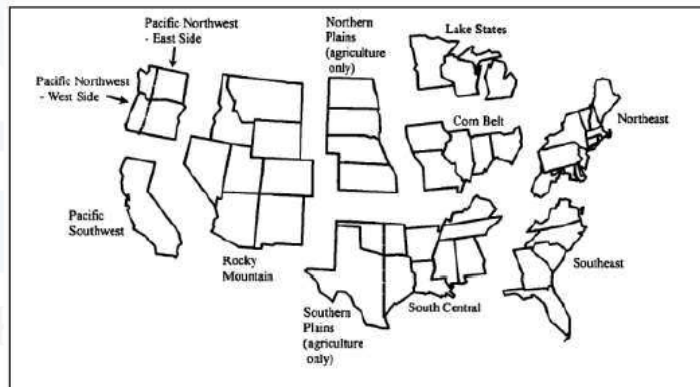 Pacific Northwest
- East Side
Pacific Northwest
- West Side
Northern
Plains
(agriculture
only)
Lake States
Corn Belt
Northeast
Pacific
Southwest
Rocky
Mountain
Southern
Plains
(agriculture
only)
South Central
Southeast